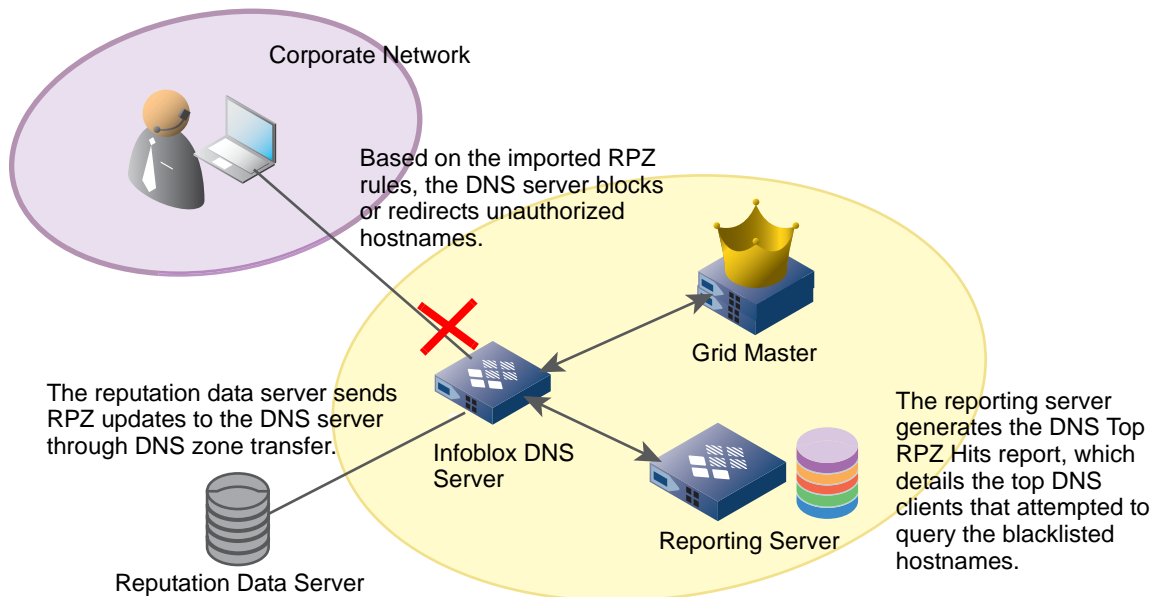 Corporate Network
Based on the imported RPZ
rules, the DNS server blocks
or redirects unauthorized
hostnames.
Grid Master
The reputation data server sends
RPZ updates to the DNS server
through DNS zone transfer.
Infoblox DNS
Server
The reporting server
generates the DNS Top
RPZ Hits report, which
details the top DNS
clients that attempted to
query the blacklisted
hostnames.
Reporting Server
Reputation Data Server